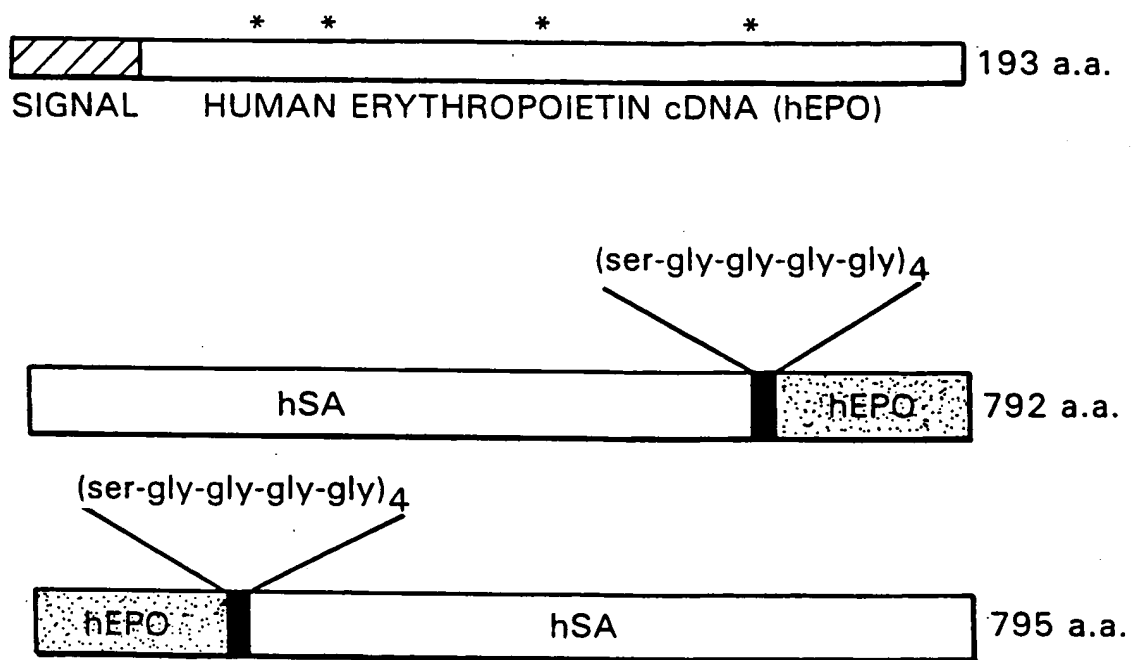 * * * *
193 a.a.
SIGNAL HUMAN ERYTHROPOIETIN cDNA (hEPO)
(ser-gly-gly-gly-gly)4
hSA hEPO 792 a.a.
(ser-gly-gly-gly-gly)4
hEPO hSA 795 a.a.